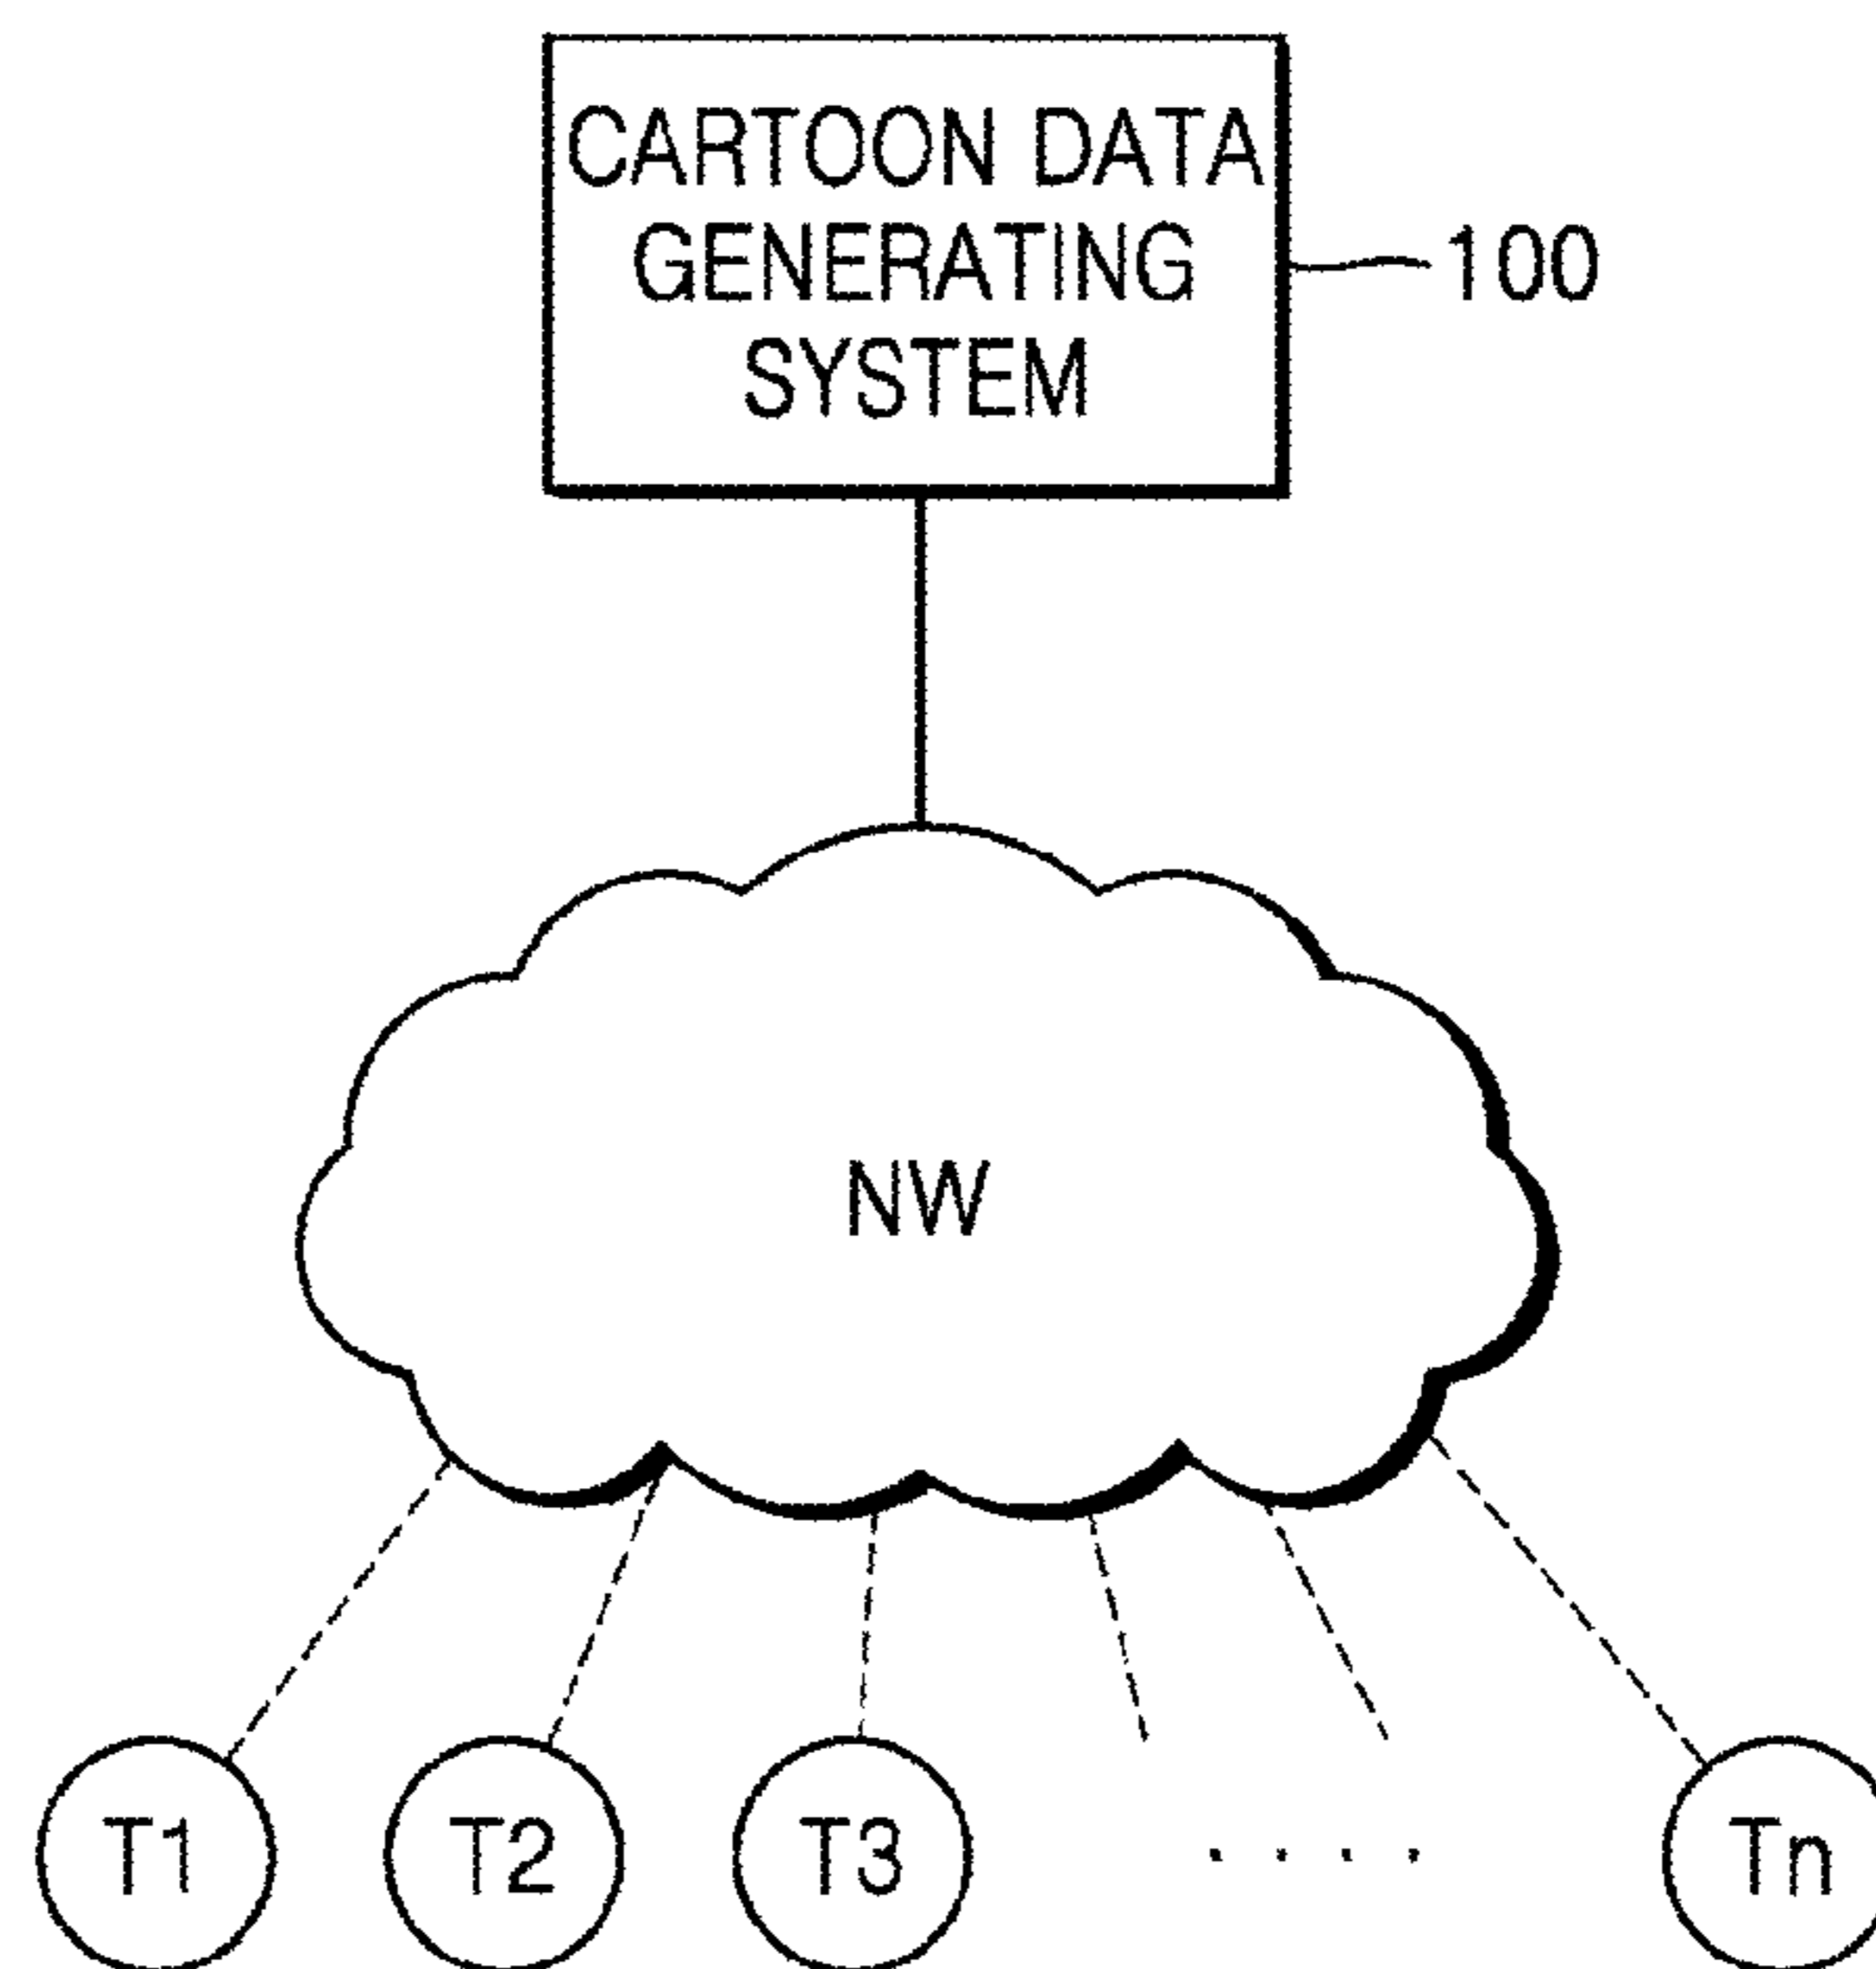 CARTOON DATA
GENERATING
SYSTEM
100
NW
T1
T2
T3
. . . .
Tn